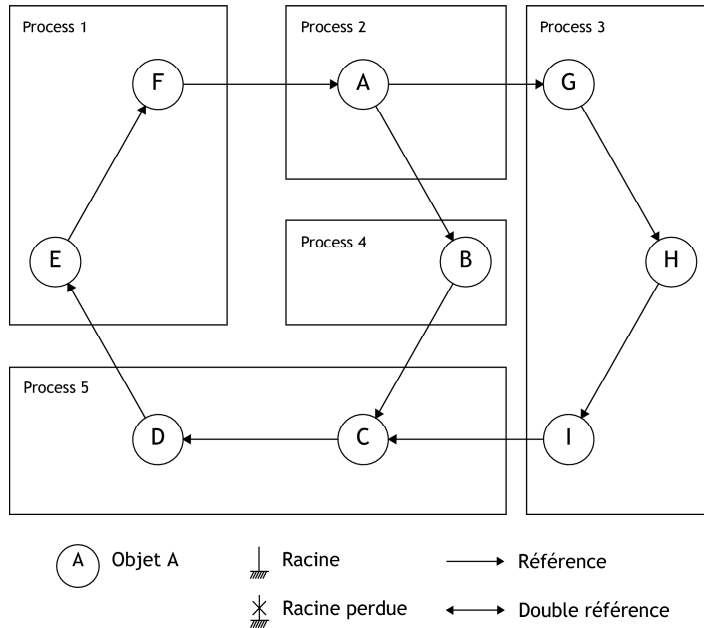 Process 1
Process 2
Process 3
F
A
G
Process 4
E
B
H
Process 5
D
C
I
A Objet A
Racine
Référence
Racine perdue
Double référence